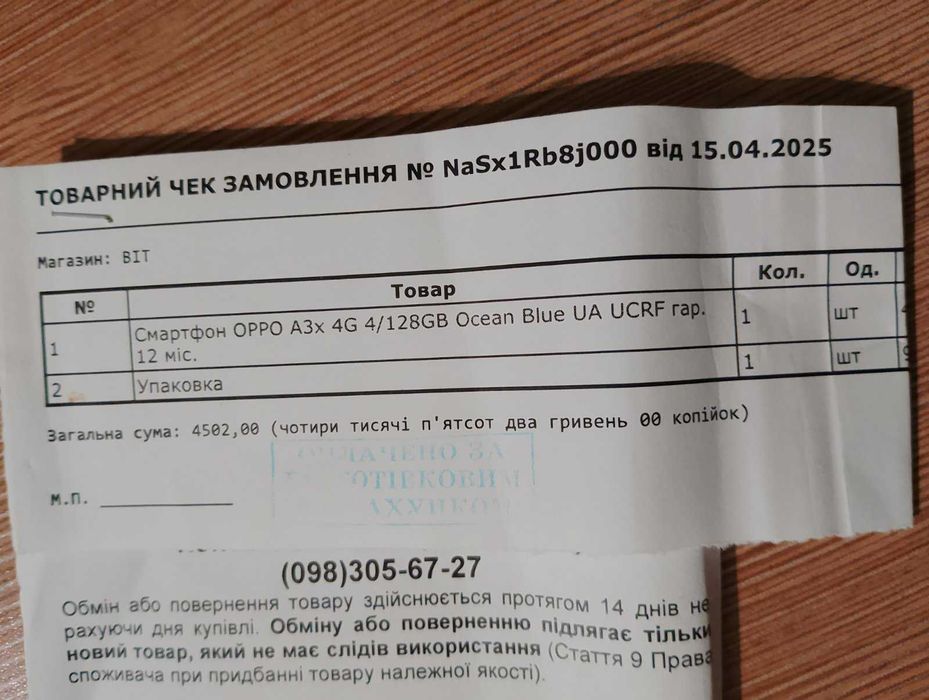 ТОВАРНИЙ ЧЕК ЗАМОВЛЕННЯ № NaSx1Rb8j000 від 15.04.2025
Магазин: ВІТ
№ Товар Кол. Од.
1 Смартфон OPPO A3x 4G 4/128GB Ocean Blue UA UCRF гар. 1 шт
12 міс.
2 Упаковка 1 шт
Загальна сума: 4502,00 (чотири тисячі п'ятсот два гривень 00 копійок)
ЗА
м.п.
(098)305-67-27
Обмін або повернення товару здійснюється протягом 14 днів не
рахуючи дня купівлі. Обміну або поверненню підлягає тільки
новий товар, який не має слідів використання (Стаття 9 Права
споживача при придбанні товару належної якості).